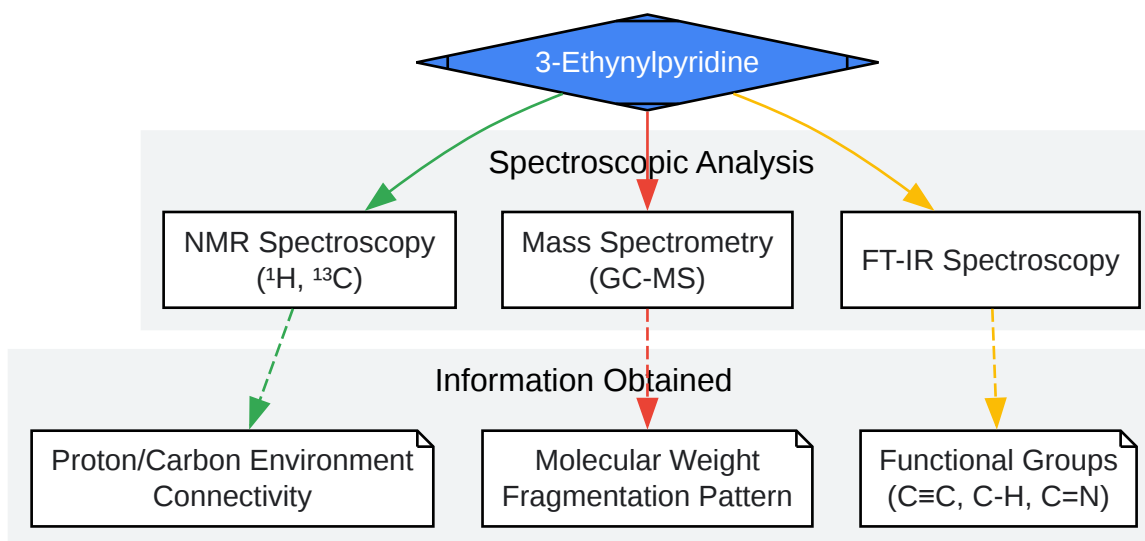 3-Ethynylpyridine
Spectroscopic Analysis
NMR Spectroscopy
(¹H, ¹³C)
Mass Spectrometry
(GC-MS)
FT-IR Spectroscopy
Information Obtained
Proton/Carbon Environment
Connectivity
Molecular Weight
Fragmentation Pattern
Functional Groups
(C≡C, C-H, C=N)